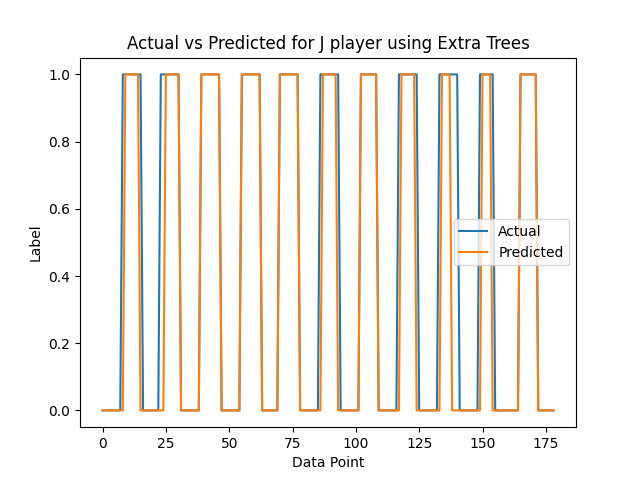 Actual vs Predicted for J player using Extra Trees
Label
1.0
0.8
0.6
0.4
0.2
0.0
Actual
Predicted
0 25 50 75 100 125 150 175
Data Point